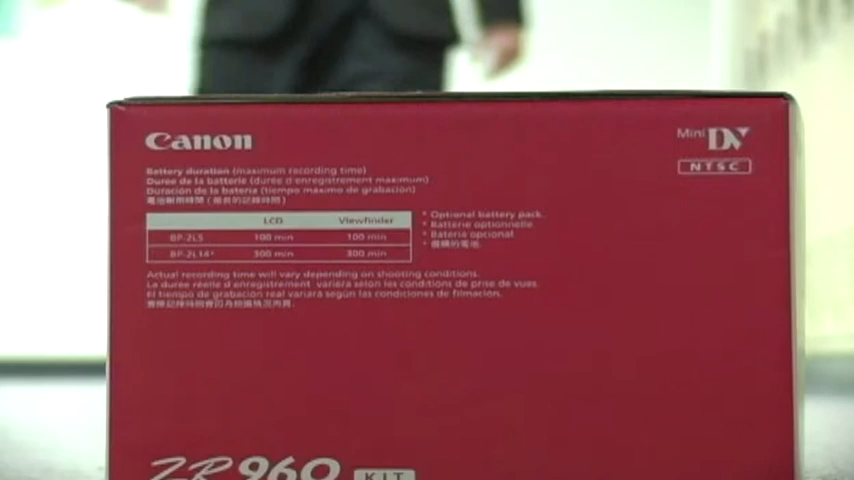 Canon
Mini DV
NTSC
Battery duration (maximum recording time)
Durée de la batterie (durée d'enregistrement maximum)
Duración de la batería (tiempo máximo de grabación)
LCD Viewfinder
BP-2L5 100 min 100 min
BP-2L14* 300 min 300 min
* Optional battery pack.
* Batterie optionnelle
* Batería opcional
Actual recording time will vary depending on shooting conditions.
La durée réelle d'enregistrement variera selon les conditions de prise de vues.
El tiempo de grabación real variará según las condiciones de filmación.
ZR960 KIT